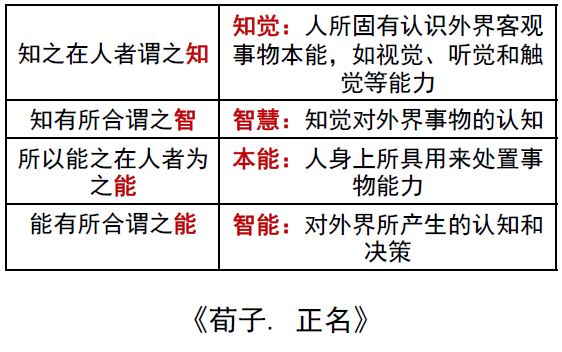 知之在人者谓之知
知觉：人所固有认识外界客观
事物本能，如视觉、听觉和触
觉等能力
知有所合谓之智
智慧：知觉对外界事物的认知
所以能之在人者为
之能
本能：人身上所具用来处置事
物能力
能有所合谓之能
智能：对外界所产生的认知和
决策
《荀子. 正名》